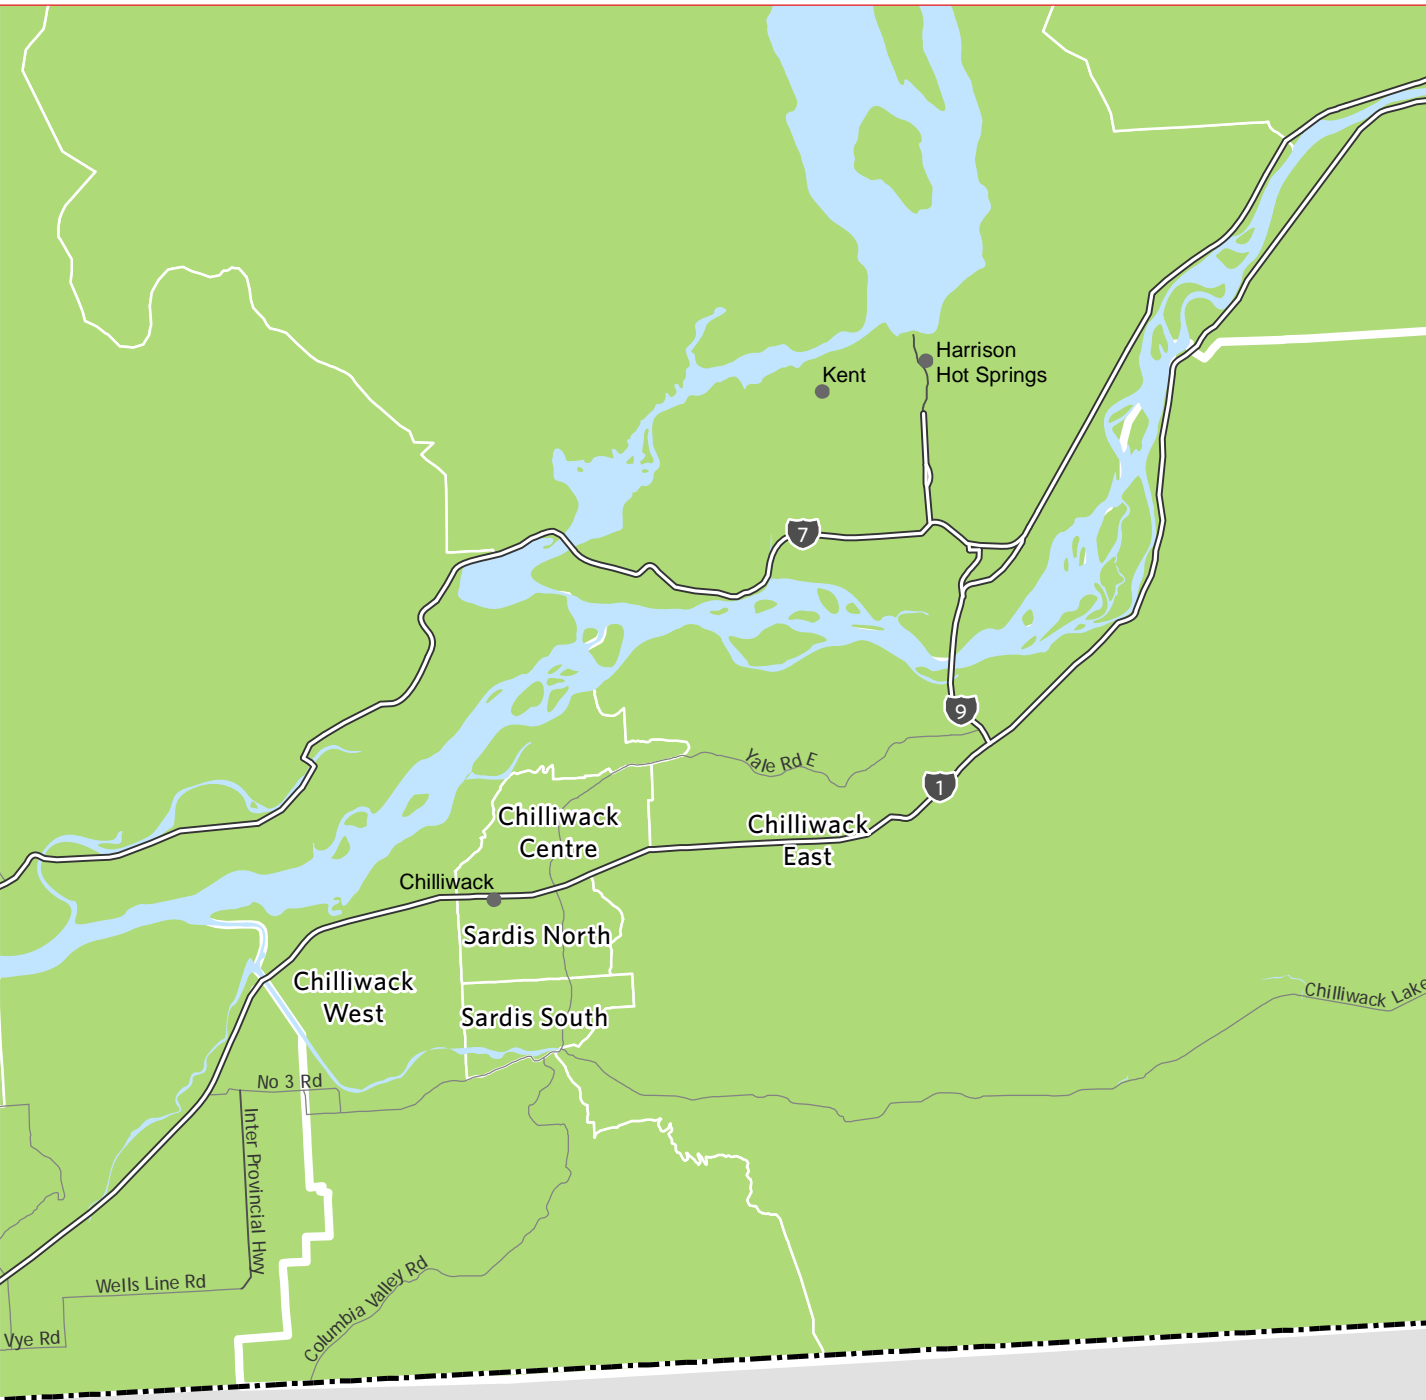 Harrison
Hot Springs
Kent
7
9
Yale Rd E
1
Chilliwack
Centre
Chilliwack
East
Chilliwack
Sardis North
Chilliwack
West
Chilliwack Lake
Sardis South
No 3 Rd
Inter Provincial Hwy
Wells Line Rd
Columbia Valley Rd
Vye Rd